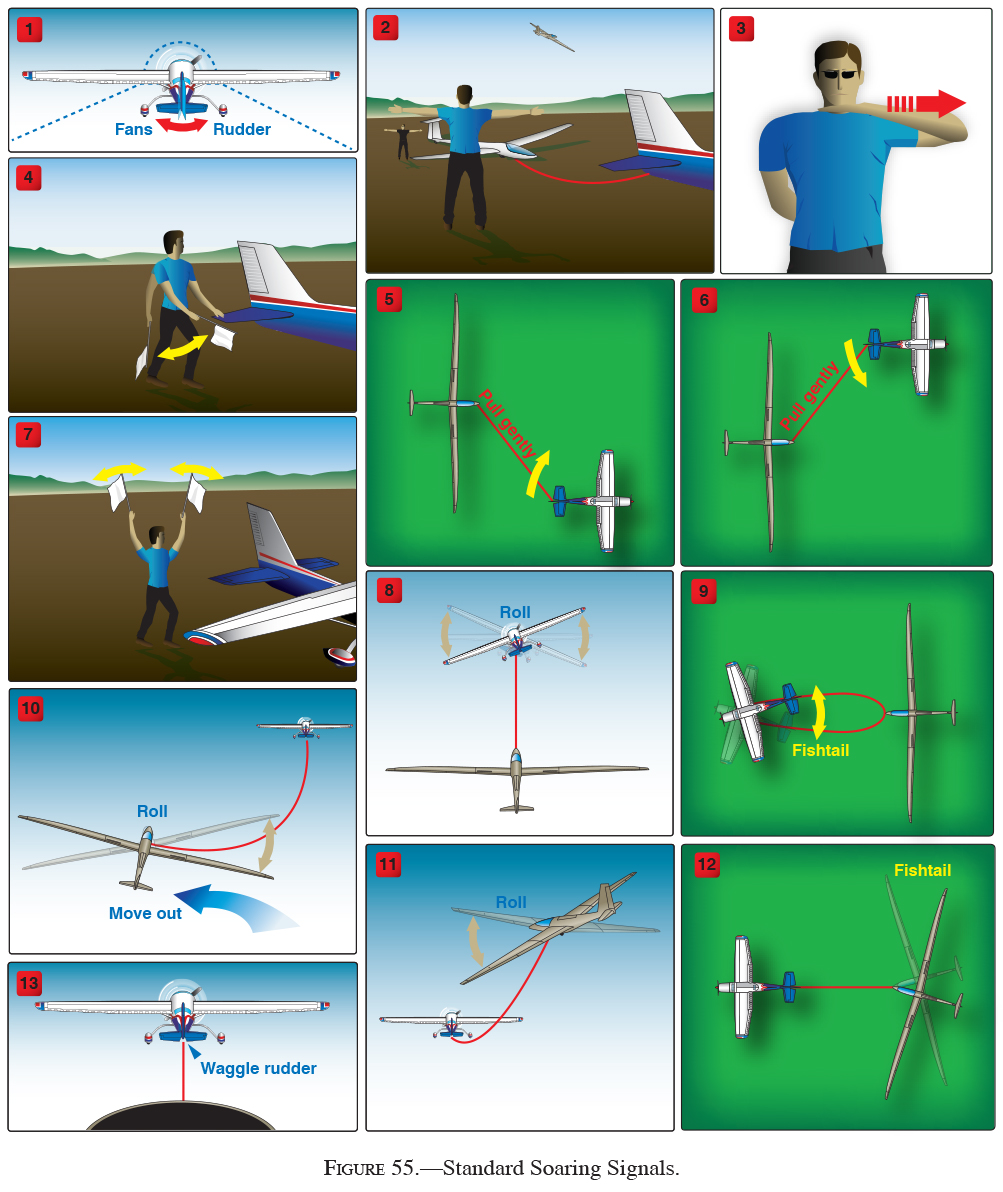 1
Fans
Rudder
2
3
4
5
Pull gently
6
Pull gently
7
8
Roll
9
Fishtail
10
Roll
Move out
11
Roll
12
Fishtail
13
Waggle rudder
FIGURE 55.—Standard Soaring Signals.